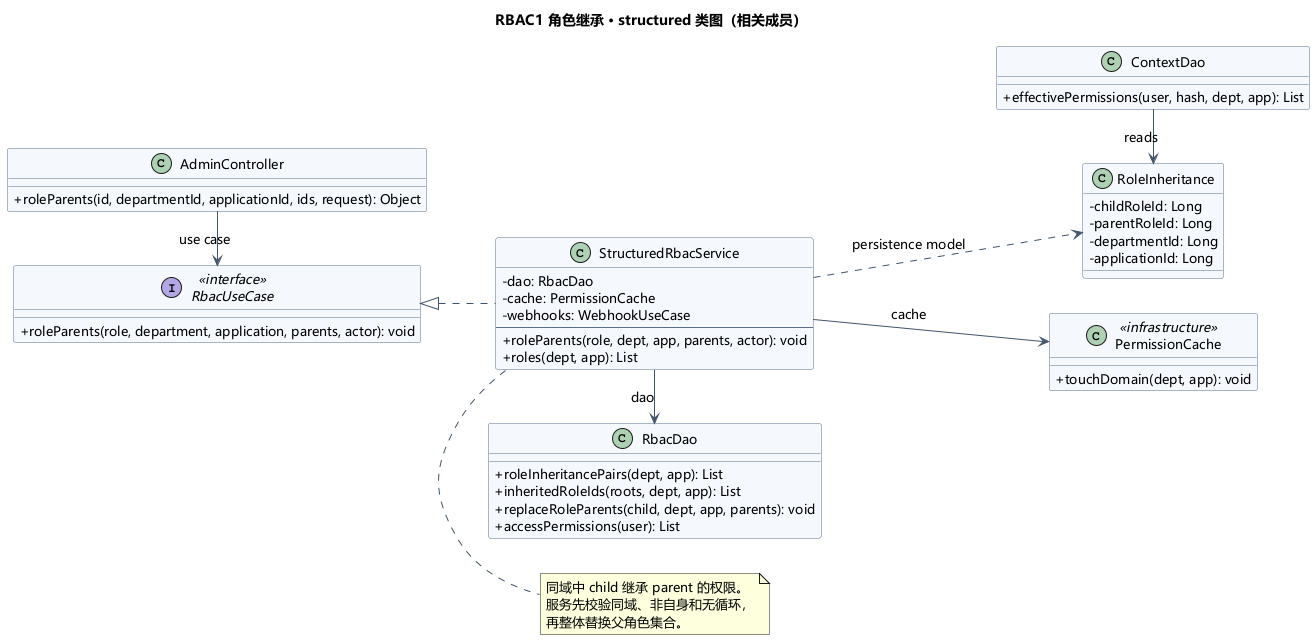 RBAC1 角色继承 · structured 类图（相关成员）
C ContextDao
+effectivePermissions(user, hash, dept, app): List
reads
C AdminController
+roleParents(id, departmentId, applicationId, ids, request): Object
use case
C RoleInheritance
-childRoleId: Long
-parentRoleId: Long
-departmentId: Long
-applicationId: Long
I «interface»
RbacUseCase
+roleParents(role, department, application, parents, actor): void
C StructuredRbacService
-dao: RbacDao
-cache: PermissionCache
-webhooks: WebhookUseCase
+roleParents(role, dept, app, parents, actor): void
+roles(dept, app): List
persistence model
cache
C «infrastructure»
PermissionCache
+touchDomain(dept, app): void
dao
C RbacDao
+roleInheritancePairs(dept, app): List
+inheritedRoleIds(roots, dept, app): List
+replaceRoleParents(child, dept, app, parents): void
+accessPermissions(user): List
同域中 child 继承 parent 的权限。
服务先校验同域、非自身和无循环，
再整体替换父角色集合。